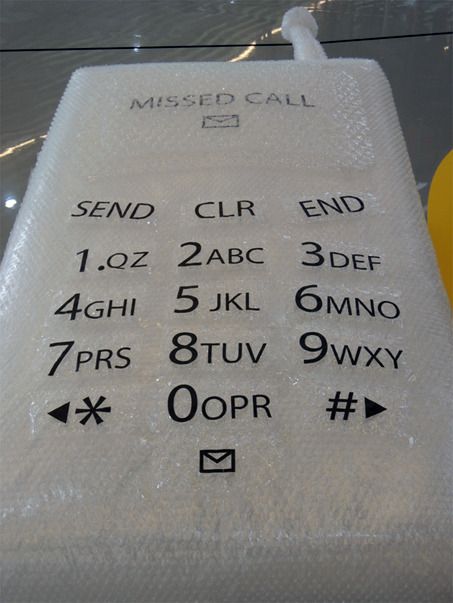 MISSED CALL
SEND CLR END
1.QZ 2ABC 3DEF
4GHI 5JKL 6MNO
7PRS 8TUV 9WXY
◀* 0OPR #▶